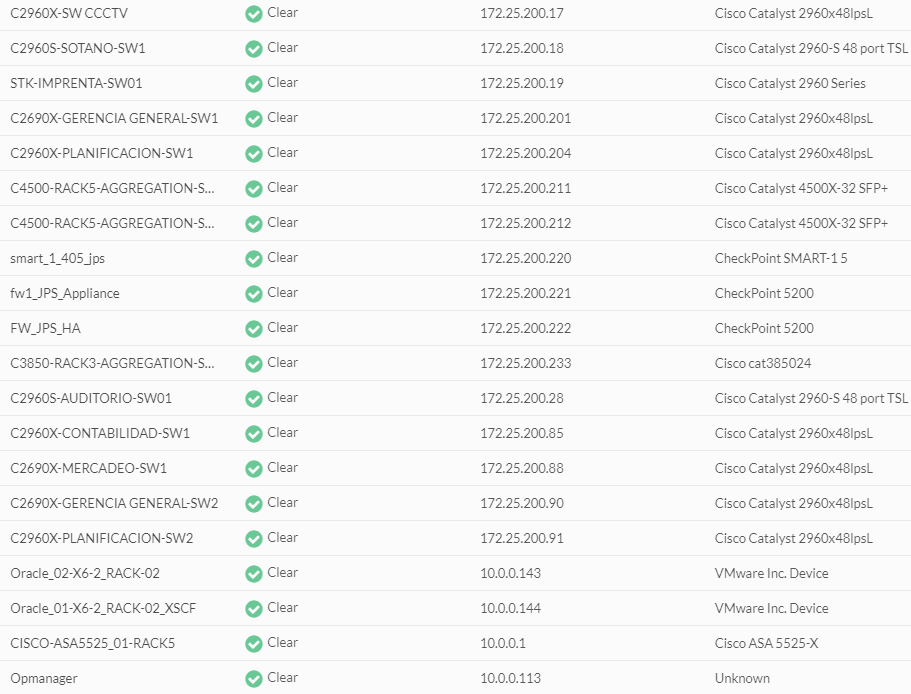 C2960X-SW CCCTV Clear 172.25.200.17 Cisco Catalyst 2960x48lpsL
C2960S-SOTANO-SW1 Clear 172.25.200.18 Cisco Catalyst 2960-S 48 port TSL
STK-IMPRENTA-SW01 Clear 172.25.200.19 Cisco Catalyst 2960 Series
C2690X-GERENCIA GENERAL-SW1 Clear 172.25.200.201 Cisco Catalyst 2960x48lpsL
C2960X-PLANIFICACION-SW1 Clear 172.25.200.204 Cisco Catalyst 2960x48lpsL
C4500-RACK5-AGGREGATION-S... Clear 172.25.200.211 Cisco Catalyst 4500X-32 SFP+
C4500-RACK5-AGGREGATION-S... Clear 172.25.200.212 Cisco Catalyst 4500X-32 SFP+
smart_1_405_jps Clear 172.25.200.220 CheckPoint SMART-1 5
fw1_JPS_Appliance Clear 172.25.200.221 CheckPoint 5200
FW_JPS_HA Clear 172.25.200.222 CheckPoint 5200
C3850-RACK3-AGGREGATION-S... Clear 172.25.200.233 Cisco cat385024
C2960S-AUDITORIO-SW01 Clear 172.25.200.28 Cisco Catalyst 2960-S 48 port TSL
C2960X-CONTABILIDAD-SW1 Clear 172.25.200.85 Cisco Catalyst 2960x48lpsL
C2690X-MERCADEO-SW1 Clear 172.25.200.88 Cisco Catalyst 2960x48lpsL
C2690X-GERENCIA GENERAL-SW2 Clear 172.25.200.90 Cisco Catalyst 2960x48lpsL
C2960X-PLANIFICACION-SW2 Clear 172.25.200.91 Cisco Catalyst 2960x48lpsL
Oracle_02-X6-2_RACK-02 Clear 10.0.0.143 VMware Inc. Device
Oracle_01-X6-2_RACK-02_XSCF Clear 10.0.0.144 VMware Inc. Device
CISCO-ASA5525_01-RACK5 Clear 10.0.0.1 Cisco ASA 5525-X
Opmanager Clear 10.0.0.113 Unknown